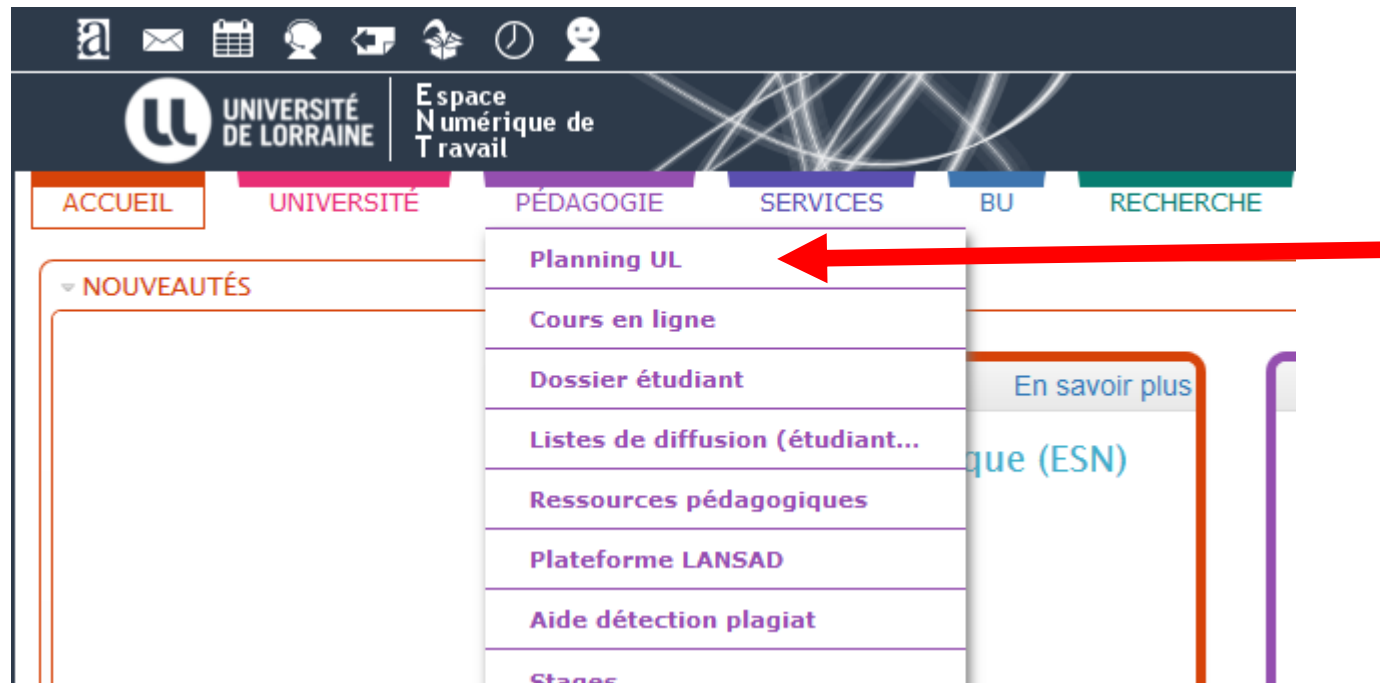 UNIVERSITÉ
DE LORRAINE
Espace
Numérique de
Travail
ACCUEIL UNIVERSITÉ PÉDAGOGIE SERVICES BU RECHERCHE
NOUVEAUTÉS
Planning UL
Cours en ligne
Dossier étudiant
Listes de diffusion (étudiant...
Ressources pédagogiques
Plateforme LANSAD
Aide détection plagiat
Stages
En savoir plus
que (ESN)